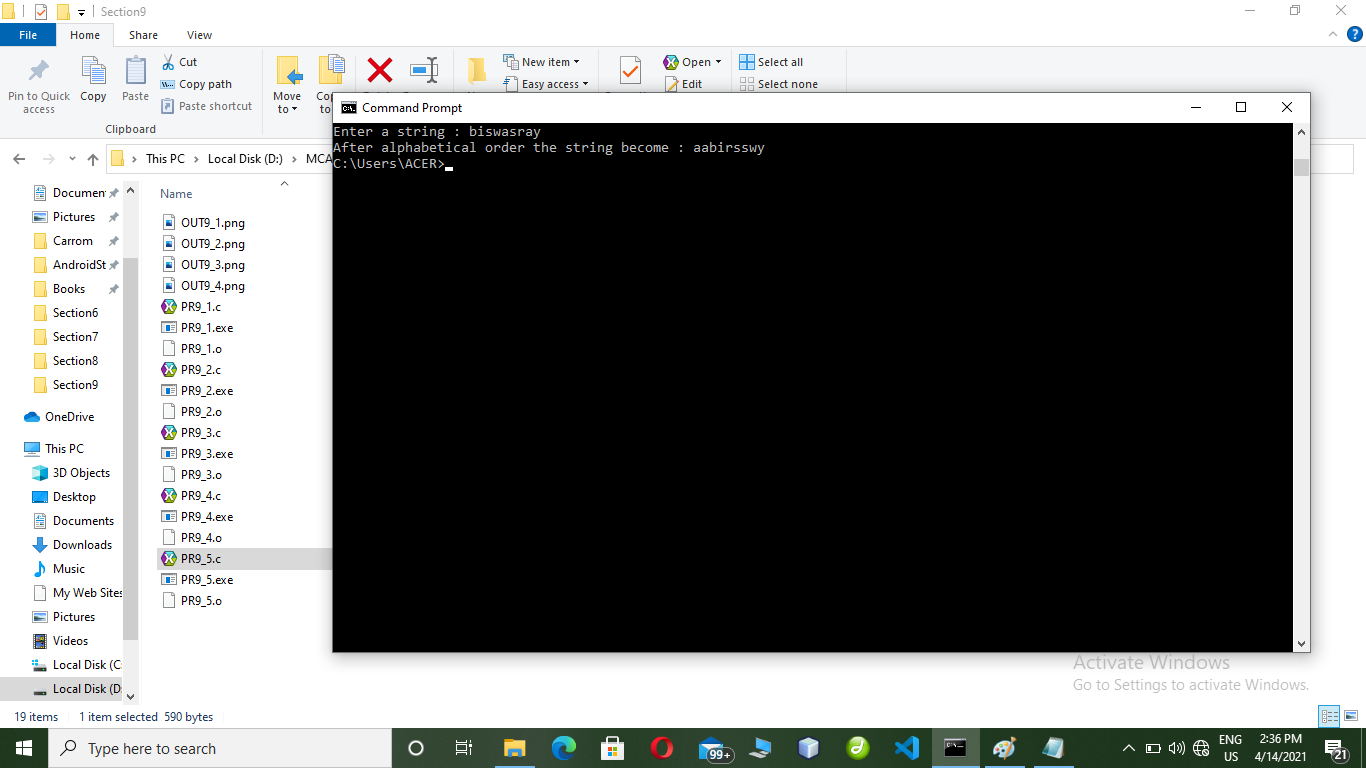 Section9
File Home Share View
Pin to Quick access
Copy
Paste
Cut
Copy path
Paste shortcut
Clipboard
Move to
New item
Easy access
Open
Edit
Select all
Select none
This PC Local Disk (D:) MCA
Documen
Pictures
Carrom
AndroidSt
Books
Section6
Section7
Section8
Section9
OneDrive
This PC
3D Objects
Desktop
Documents
Downloads
Music
My Web Sites
Pictures
Videos
Local Disk (C
Local Disk (D
Name
OUT9_1.png
OUT9_2.png
OUT9_3.png
OUT9_4.png
PR9_1.c
PR9_1.exe
PR9_1.o
PR9_2.c
PR9_2.exe
PR9_2.o
PR9_3.c
PR9_3.exe
PR9_3.o
PR9_4.c
PR9_4.exe
PR9_4.o
PR9_5.c
PR9_5.exe
PR9_5.o
Command Prompt
Enter a string : biswasray
After alphabetical order the string become : aabirsswy
C:\Users\ACER>
Activate Windows
Go to Settings to activate Windows.
19 items 1 item selected 590 bytes
Type here to search
99+
ENG
US
2:36 PM
4/14/2021
21